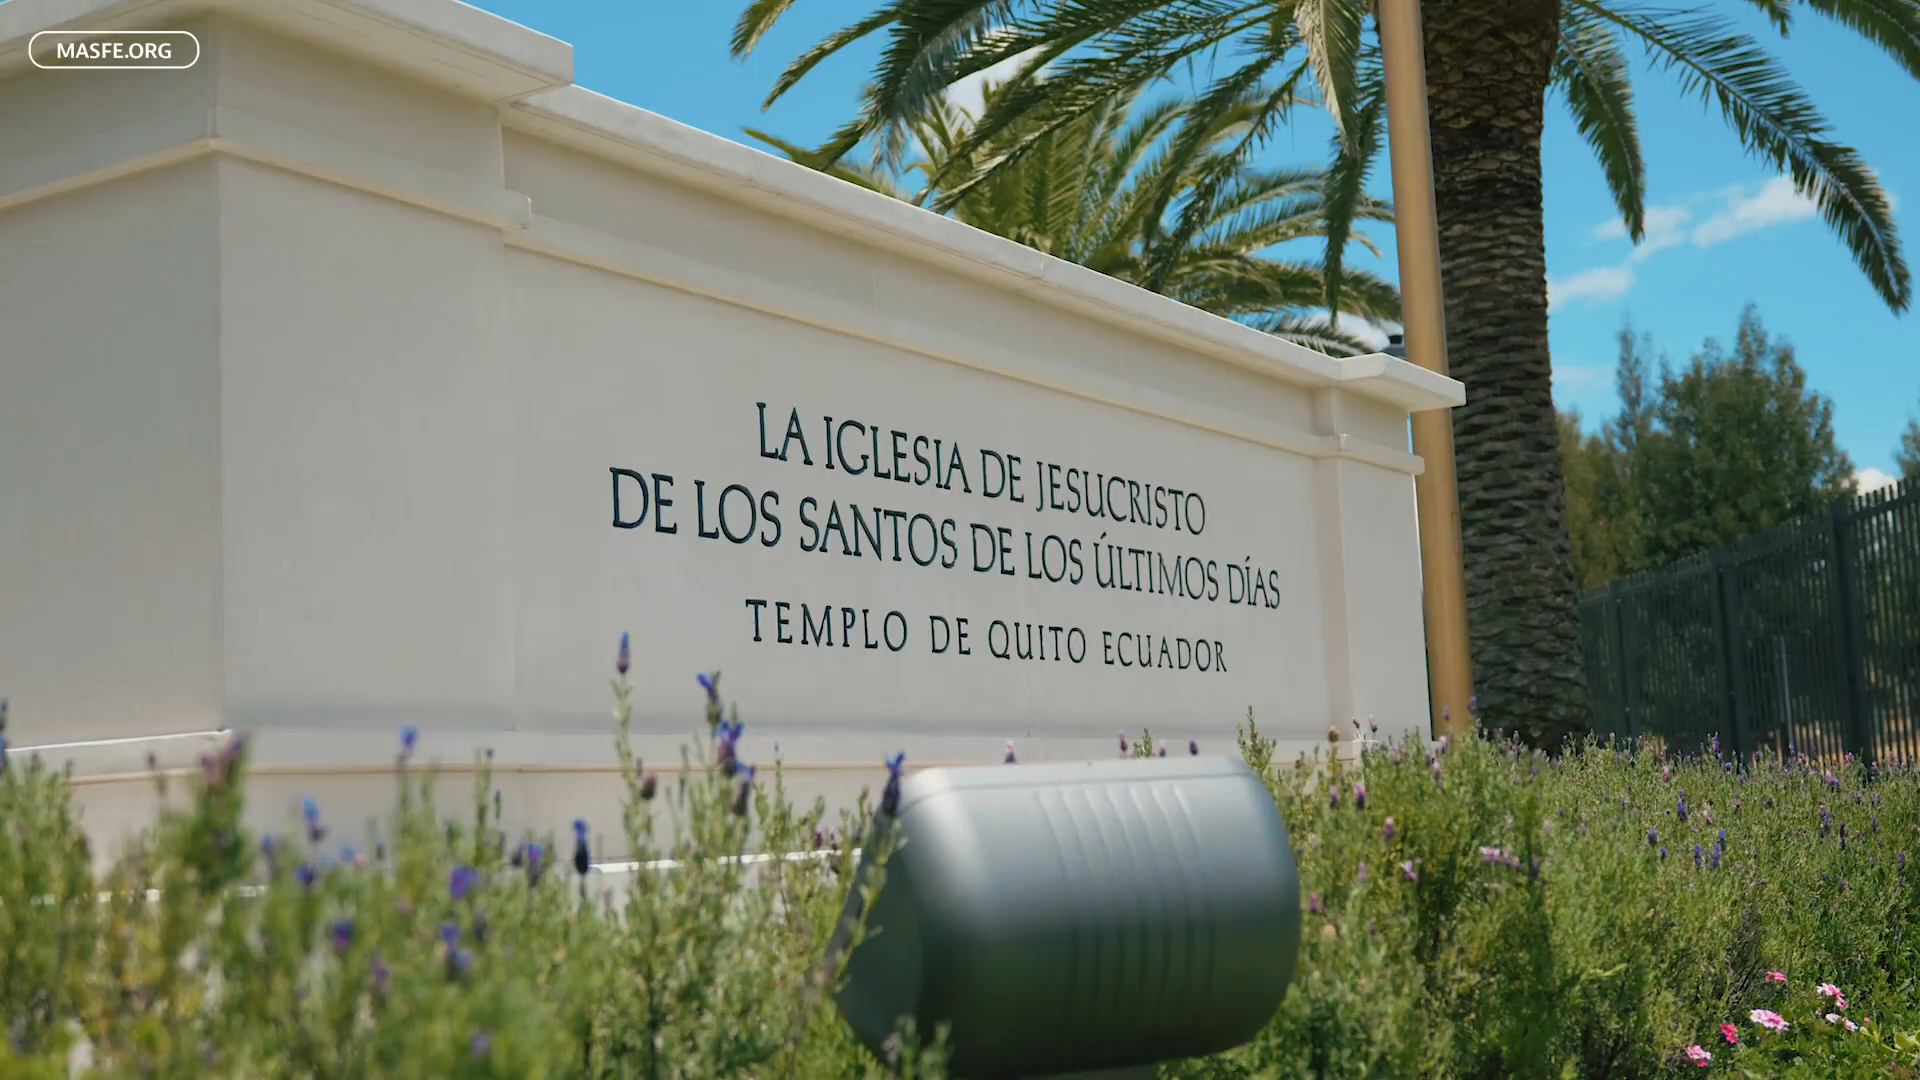 MASFE.ORG
LA IGLESIA DE JESUCRISTO
DE LOS SANTOS DE LOS ÚLTIMOS DÍAS
TEMPLO DE QUITO ECUADOR